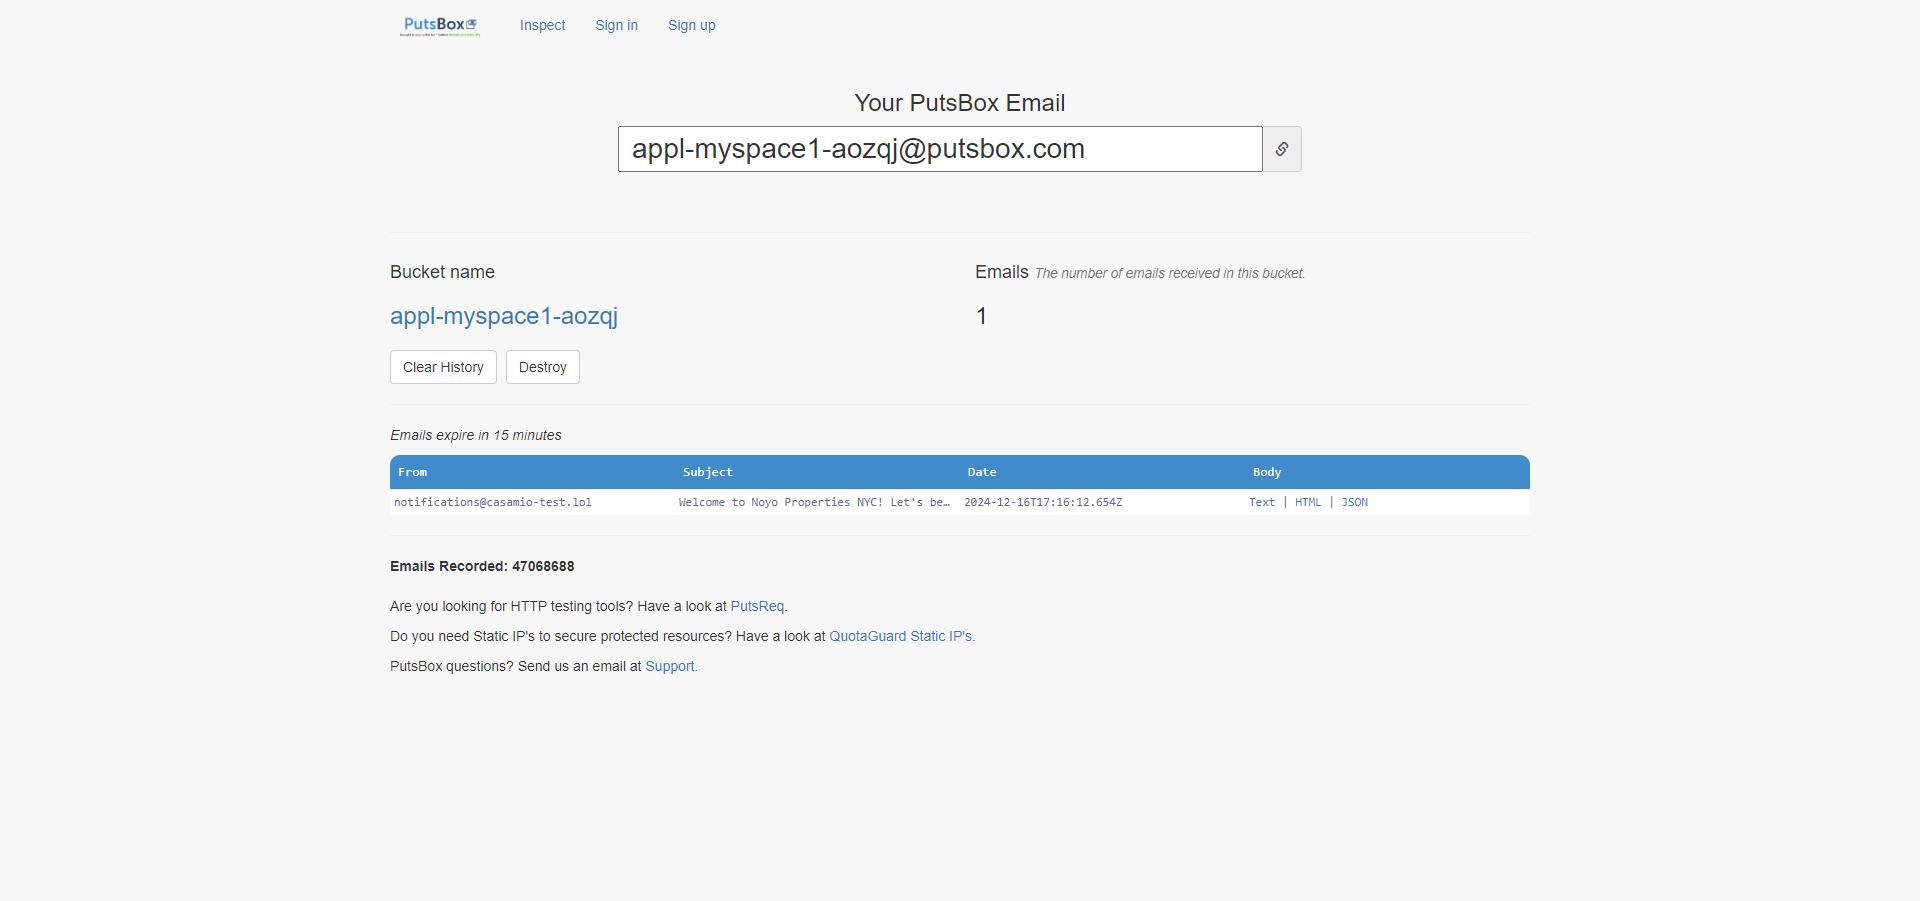 PutsBox
Inspect
Sign in
Sign up
Your PutsBox Email
appl-myspace1-aozqj@putsbox.com
Bucket name
Emails The number of emails received in this bucket.
appl-myspace1-aozqj
1
Clear History
Destroy
Emails expire in 15 minutes
From Subject Date Body
notifications@casamio-test.lol Welcome to Noyo Properties NYC! Let's be… 2024-12-16T17:16:12.654Z Text | HTML | JSON
Emails Recorded: 47068688
Are you looking for HTTP testing tools? Have a look at PutsReq.
Do you need Static IP's to secure protected resources? Have a look at QuotaGuard Static IP's.
PutsBox questions? Send us an email at Support.